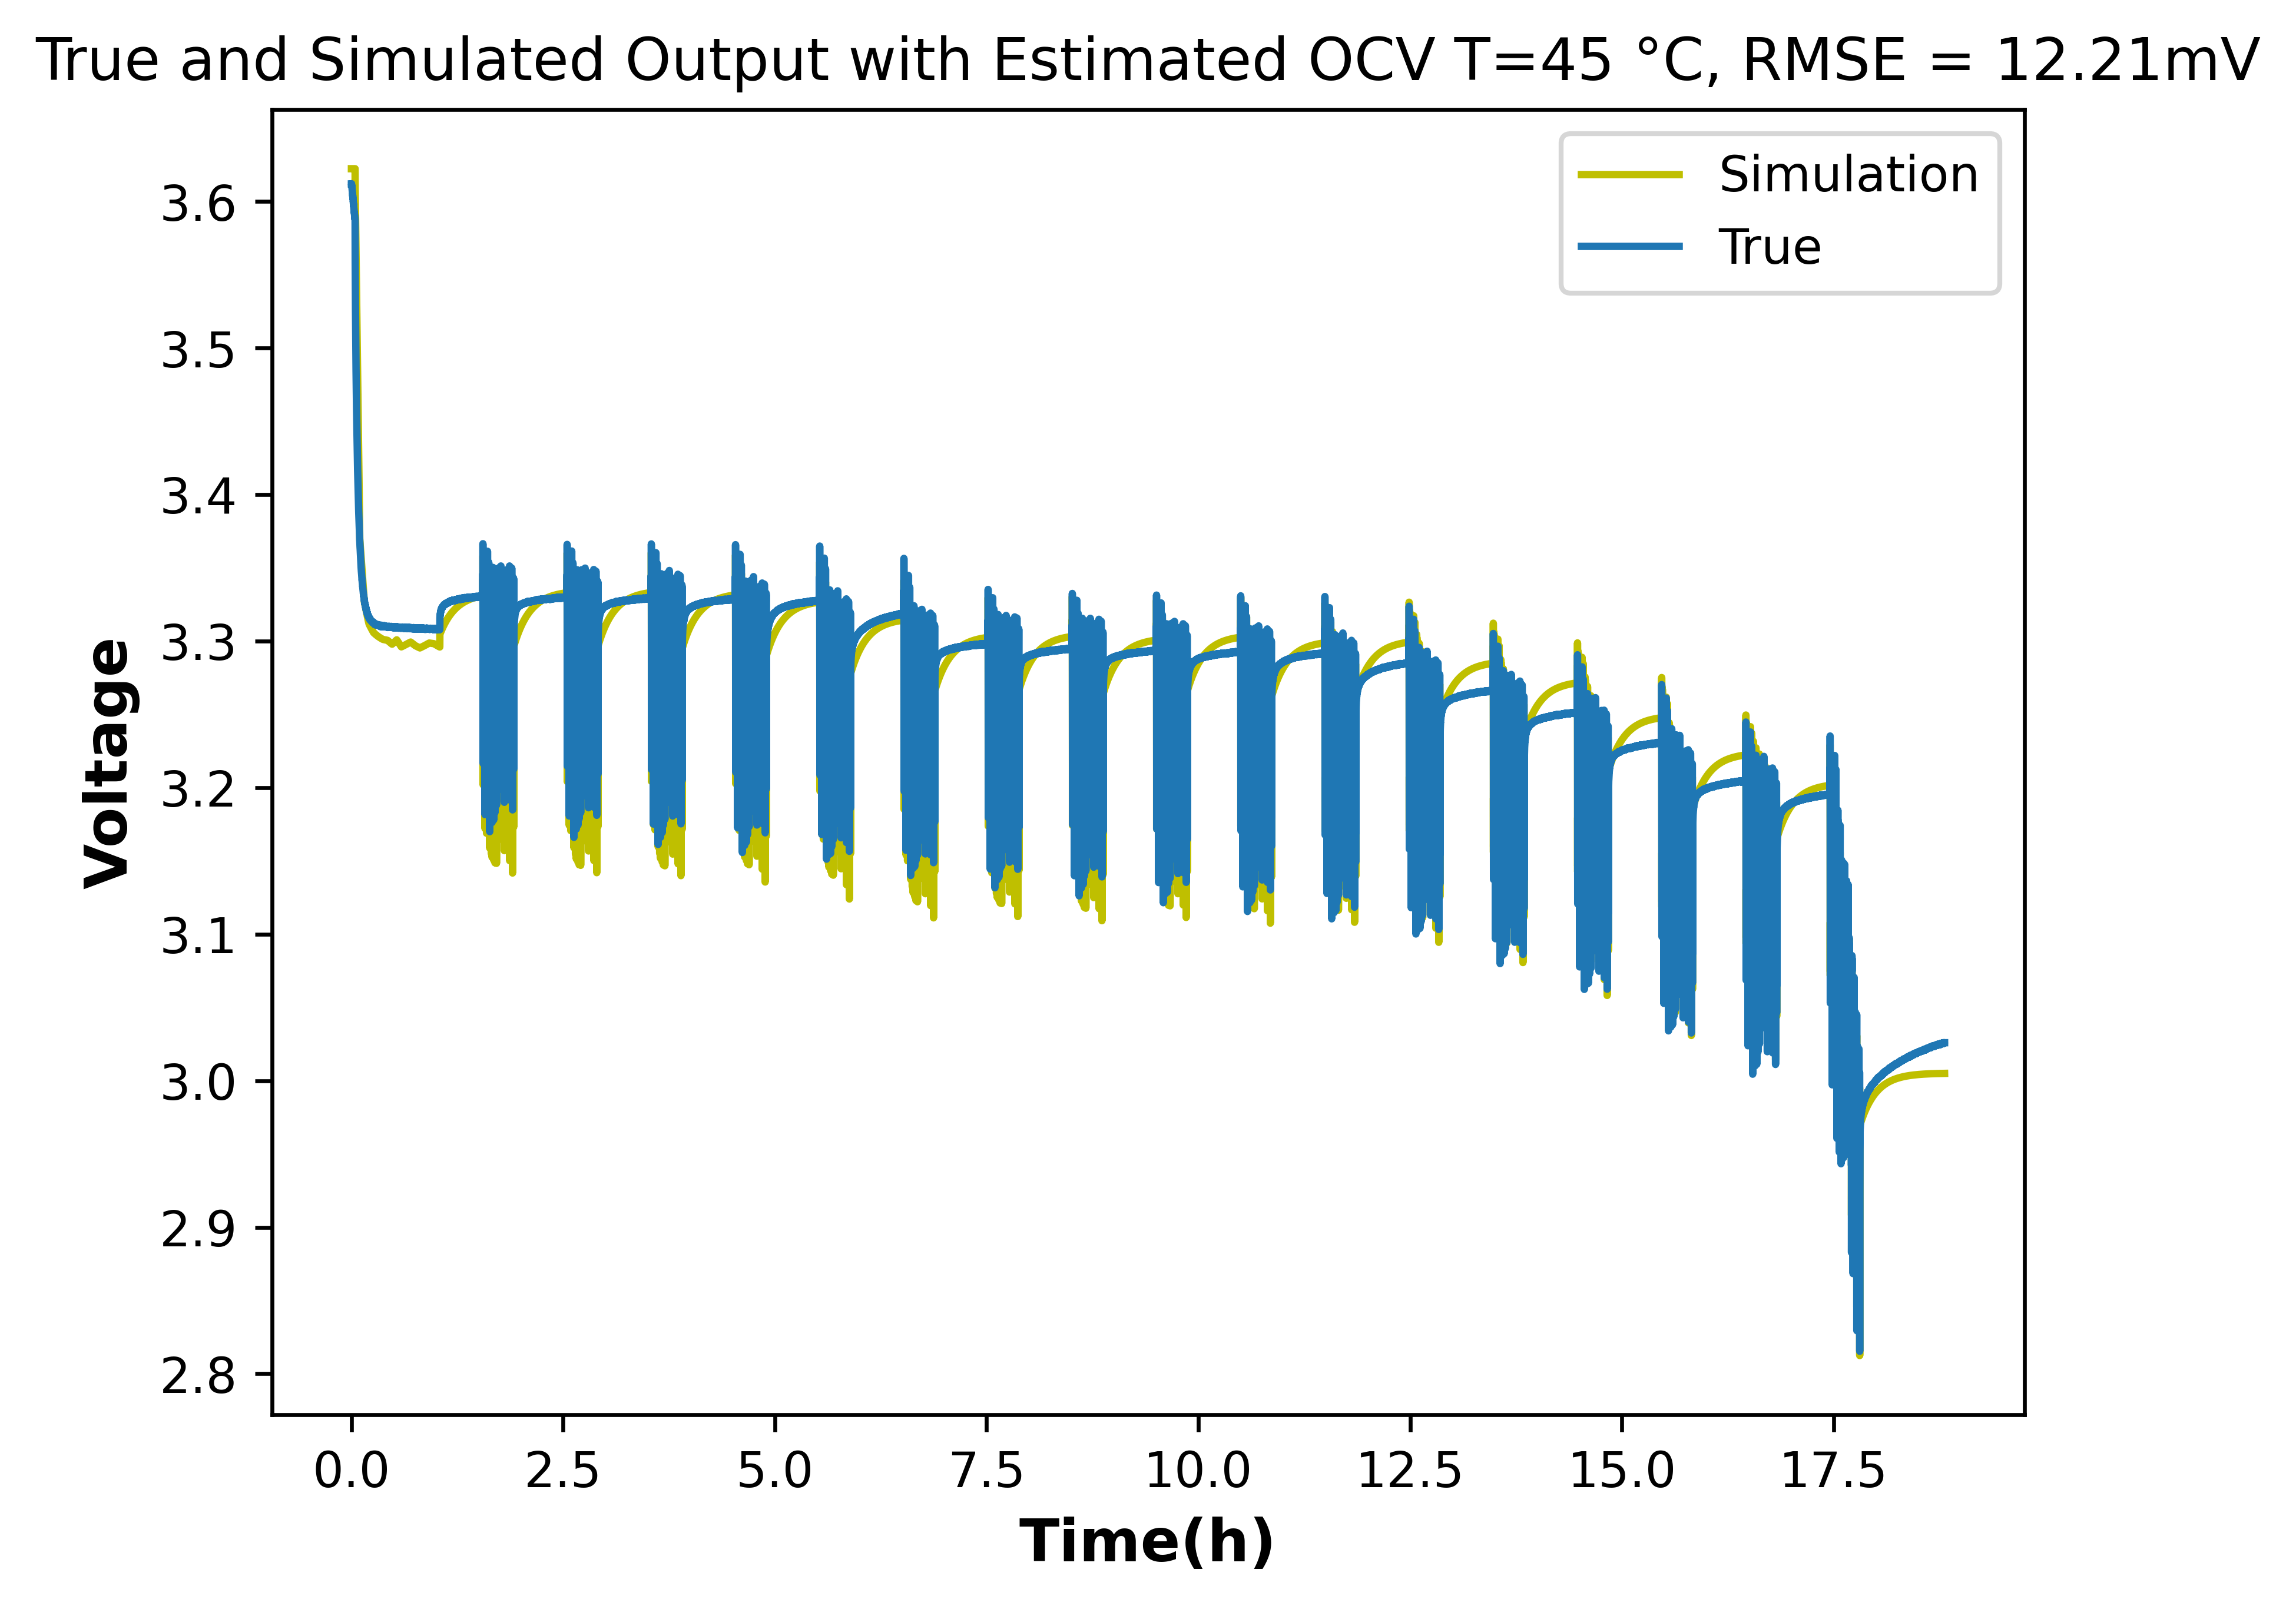 True and Simulated Output with Estimated OCV T=45 °C, RMSE = 12.21mV
Simulation
True
3.6
3.5
3.4
3.3
3.2
3.1
3.0
2.9
2.8
Voltage
0.0 2.5 5.0 7.5 10.0 12.5 15.0 17.5
Time(h)